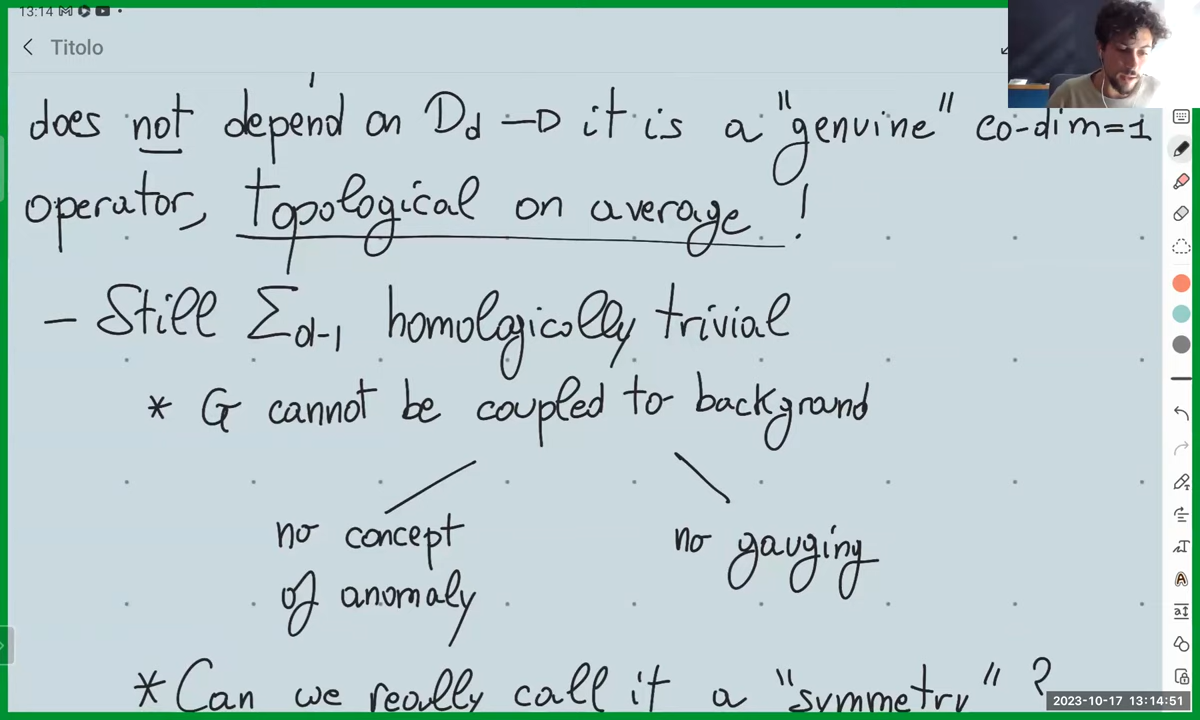 13:14
Titolo
does not depend on D_d —D it is a "genuine" co-dim=1
operator, topological on average !
– Still Σ_{d-1} homologically trivial
* G cannot be coupled to background
no concept of anomaly
no gauging
* Can we really call it a "symmetry" ?
2023-10-17 13:14:51